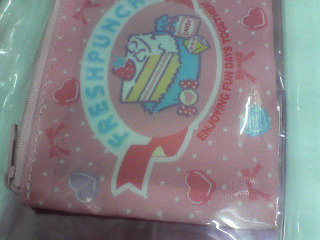 FRESHPUNCH
ENJOYING FUN DAYS TOGETHER!